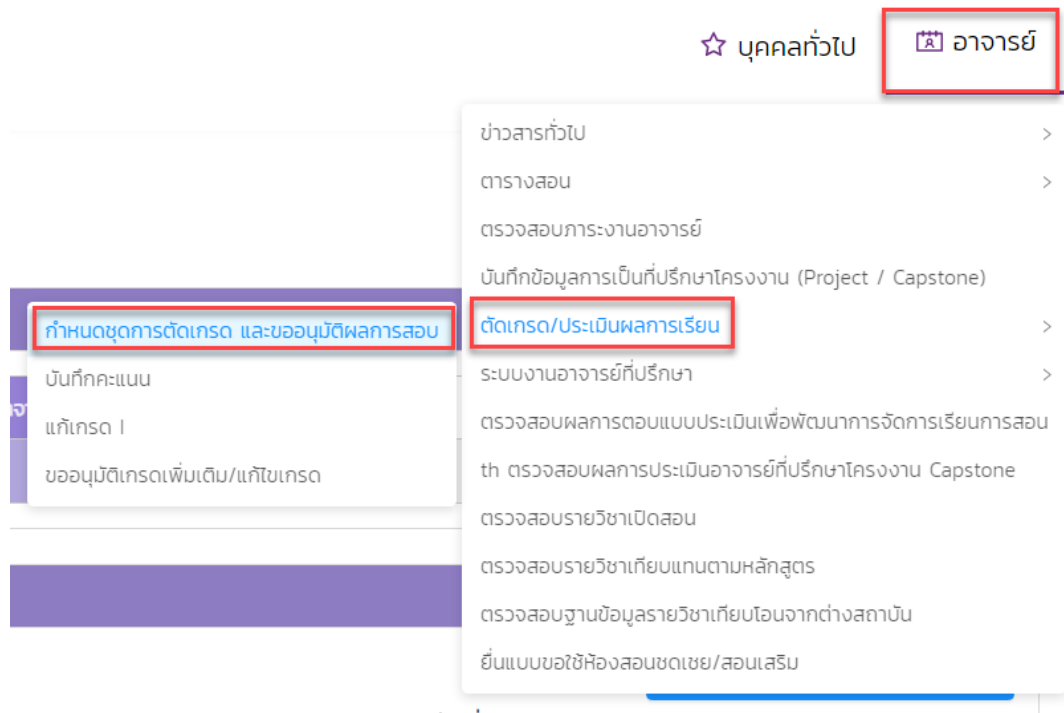 บุคคลทั่วไป
อาจารย์
ข่าวสารทั่วไป
ตารางสอน
ตรวจสอบภาระงานอาจารย์
บันทึกข้อมูลการเป็นที่ปรึกษาโครงงาน (Project / Capstone)
ตัดเกรด/ประเมินผลการเรียน
ระบบงานอาจารย์ที่ปรึกษา
ตรวจสอบผลการตอบแบบประเมินเพื่อพัฒนาการจัดการเรียนการสอน
th ตรวจสอบผลการประเมินอาจารย์ที่ปรึกษาโครงงาน Capstone
ตรวจสอบรายวิชาเปิดสอน
ตรวจสอบรายวิชาเทียบแทนตามหลักสูตร
ตรวจสอบฐานข้อมูลรายวิชาเทียบโอนจากต่างสถาบัน
ยื่นแบบขอใช้ห้องสอนชดเชย/สอนเสริม
กำหนดชุดการตัดเกรด และขออนุมัติผลการสอบ
บันทึกคะแนน
แก้เกรด I
ขออนุมัติเกรดเพิ่มเติม/แก้ไขเกรด